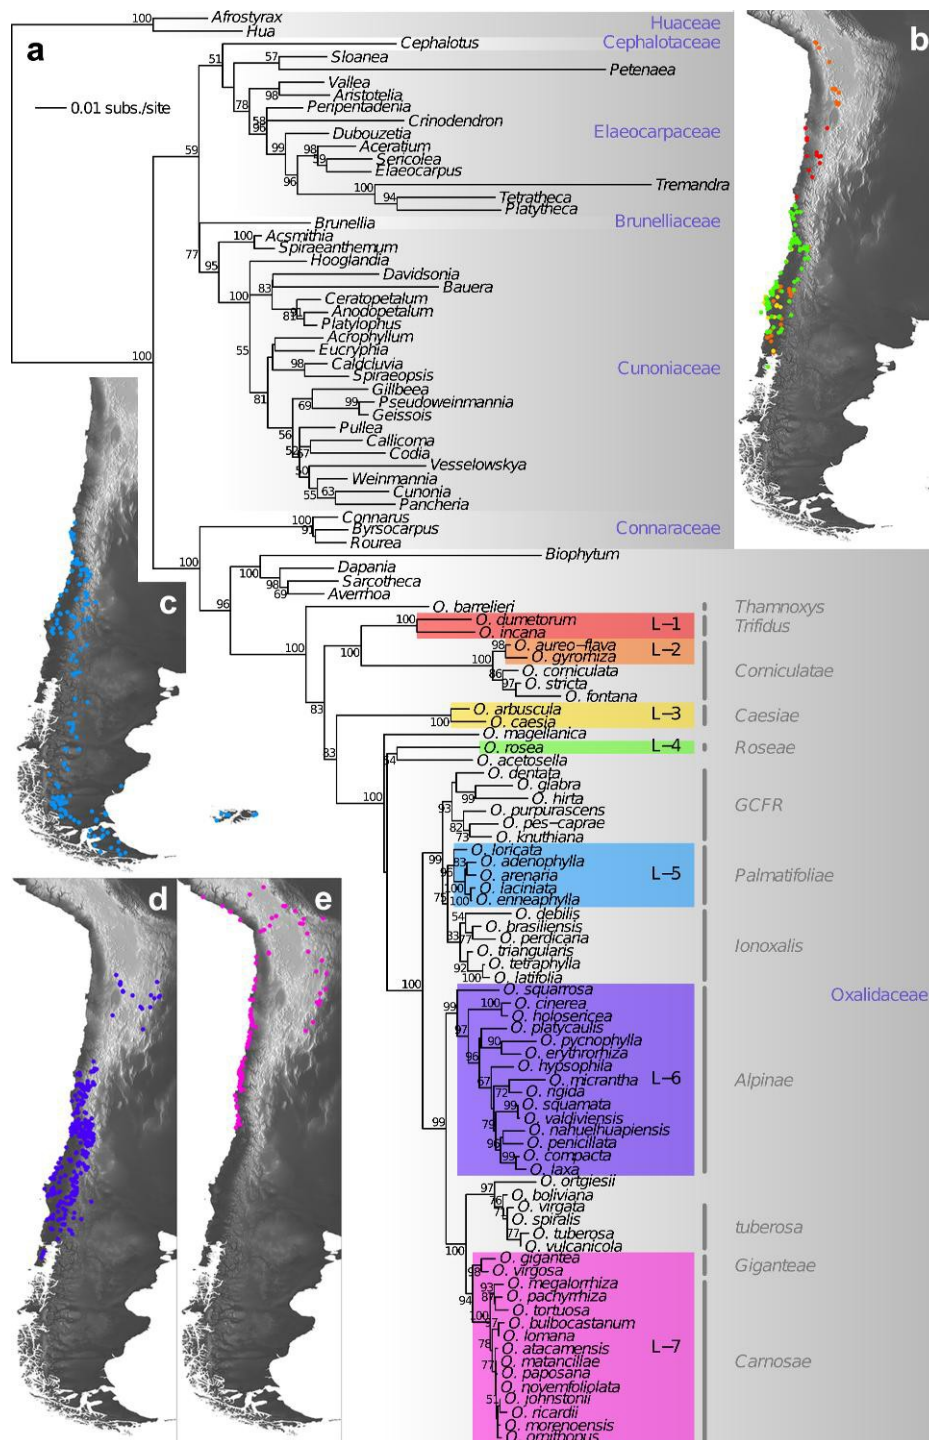 a
b
100
Afrostyrax
Hua
Huaceae
Cephalotus
Cephalotaceae
51
57
Sloanea
Petenaea
0.01 subs./site
78
98
Vallea
Aristotelia
Peripentadenia
58
96
Crinodendron
Elaeocarpaceae
99
Dubouzetia
98
Aceratium
59
Sericolea
Elaeocarpus
59
96
100
Tremandra
94
Tetratheca
Platytheca
Brunellia
Brunelliaceae
77
100
Acsmithia
Spiraeanthemum
95
Hooglandia
Davidsonia
83
Bauera
100
Ceratopetalum
81
Anodopetalum
Platylophus
Acrophyllum
55
Eucryphia
100
98
Caldcluvia
Spiraeopsis
Cunoniaceae
81
Gillbeea
69
99
Pseudoweinmannia
Geissois
56
Pullea
52
67
Callicoma
Codia
50
Vesselowskya
Weinmannia
55
63
Cunonia
Pancheria
100
91
Connarus
Byrsocarpus
Rourea
Connaraceae
100
Biophytum
100
Dapania
98
Sarcotheca
69
Averrhoa
96
c
O. barrelieri
Thamnoxys
100
O. qumetorum
O. incana
L–1
Trifidus
100
98
O. aureo–flava
O. gyrorhiza
L–2
100
86
O. corniculata
97
O. stricta
O. fontana
Corniculatae
100
83
O. arbuscula
100
O. caesia
L–3
Caesiae
83
O. magellanica
O. rosea
L–4
Roseae
54
O. acetosella
100
O. dentata
O. glabra
99
O. hirta
93
O. purpurascens
82
O. pes–caprae
73
O. knuthiana
GCFR
99
O. loricata
83
O. adenophylla
O. arenaria
100
O. laciniata
100
O. enneaphylla
L–5
Palmatifoliae
54
O. debilis
O. brasiliensis
77
83
O. perdicaria
O. triangularis
92
O. tetraphylla
100
O. latifolia
Ionoxalis
d
e
100
99
O. squarrosa
100
O. cinerea
O. holosericea
Oxalidaceae
97
O. platycaulis
96
90
O. pycnophylla
O. erythrorhiza
O. hypsophila
67
O. micrantha
72
O. rigida
99
O. squamata
O. valdiviensis
79
O. nahuelhuapiensis
96
O. penicillata
99
O. compacta
O. laxa
L–6
Alpinae
99
97
O. ortgiesii
76
O. boliviana
O. virgata
O. spiralis
77
O. tuberosa
O. vulcanicola
tuberosa
100
O. gigantea
98
O. virgosa
Giganteae
94
93
O. megalorrhiza
O. pachyrrhiza
O. tortuosa
100
97
O. bulbocastanum
O. lomana
78
O. atacamensis
77
O. matancillae
O. paposana
O. novemfoliolata
51
O. johnstonii
O. ricardii
O. morenoensis
O. ornithopus
L–7
Carnosae